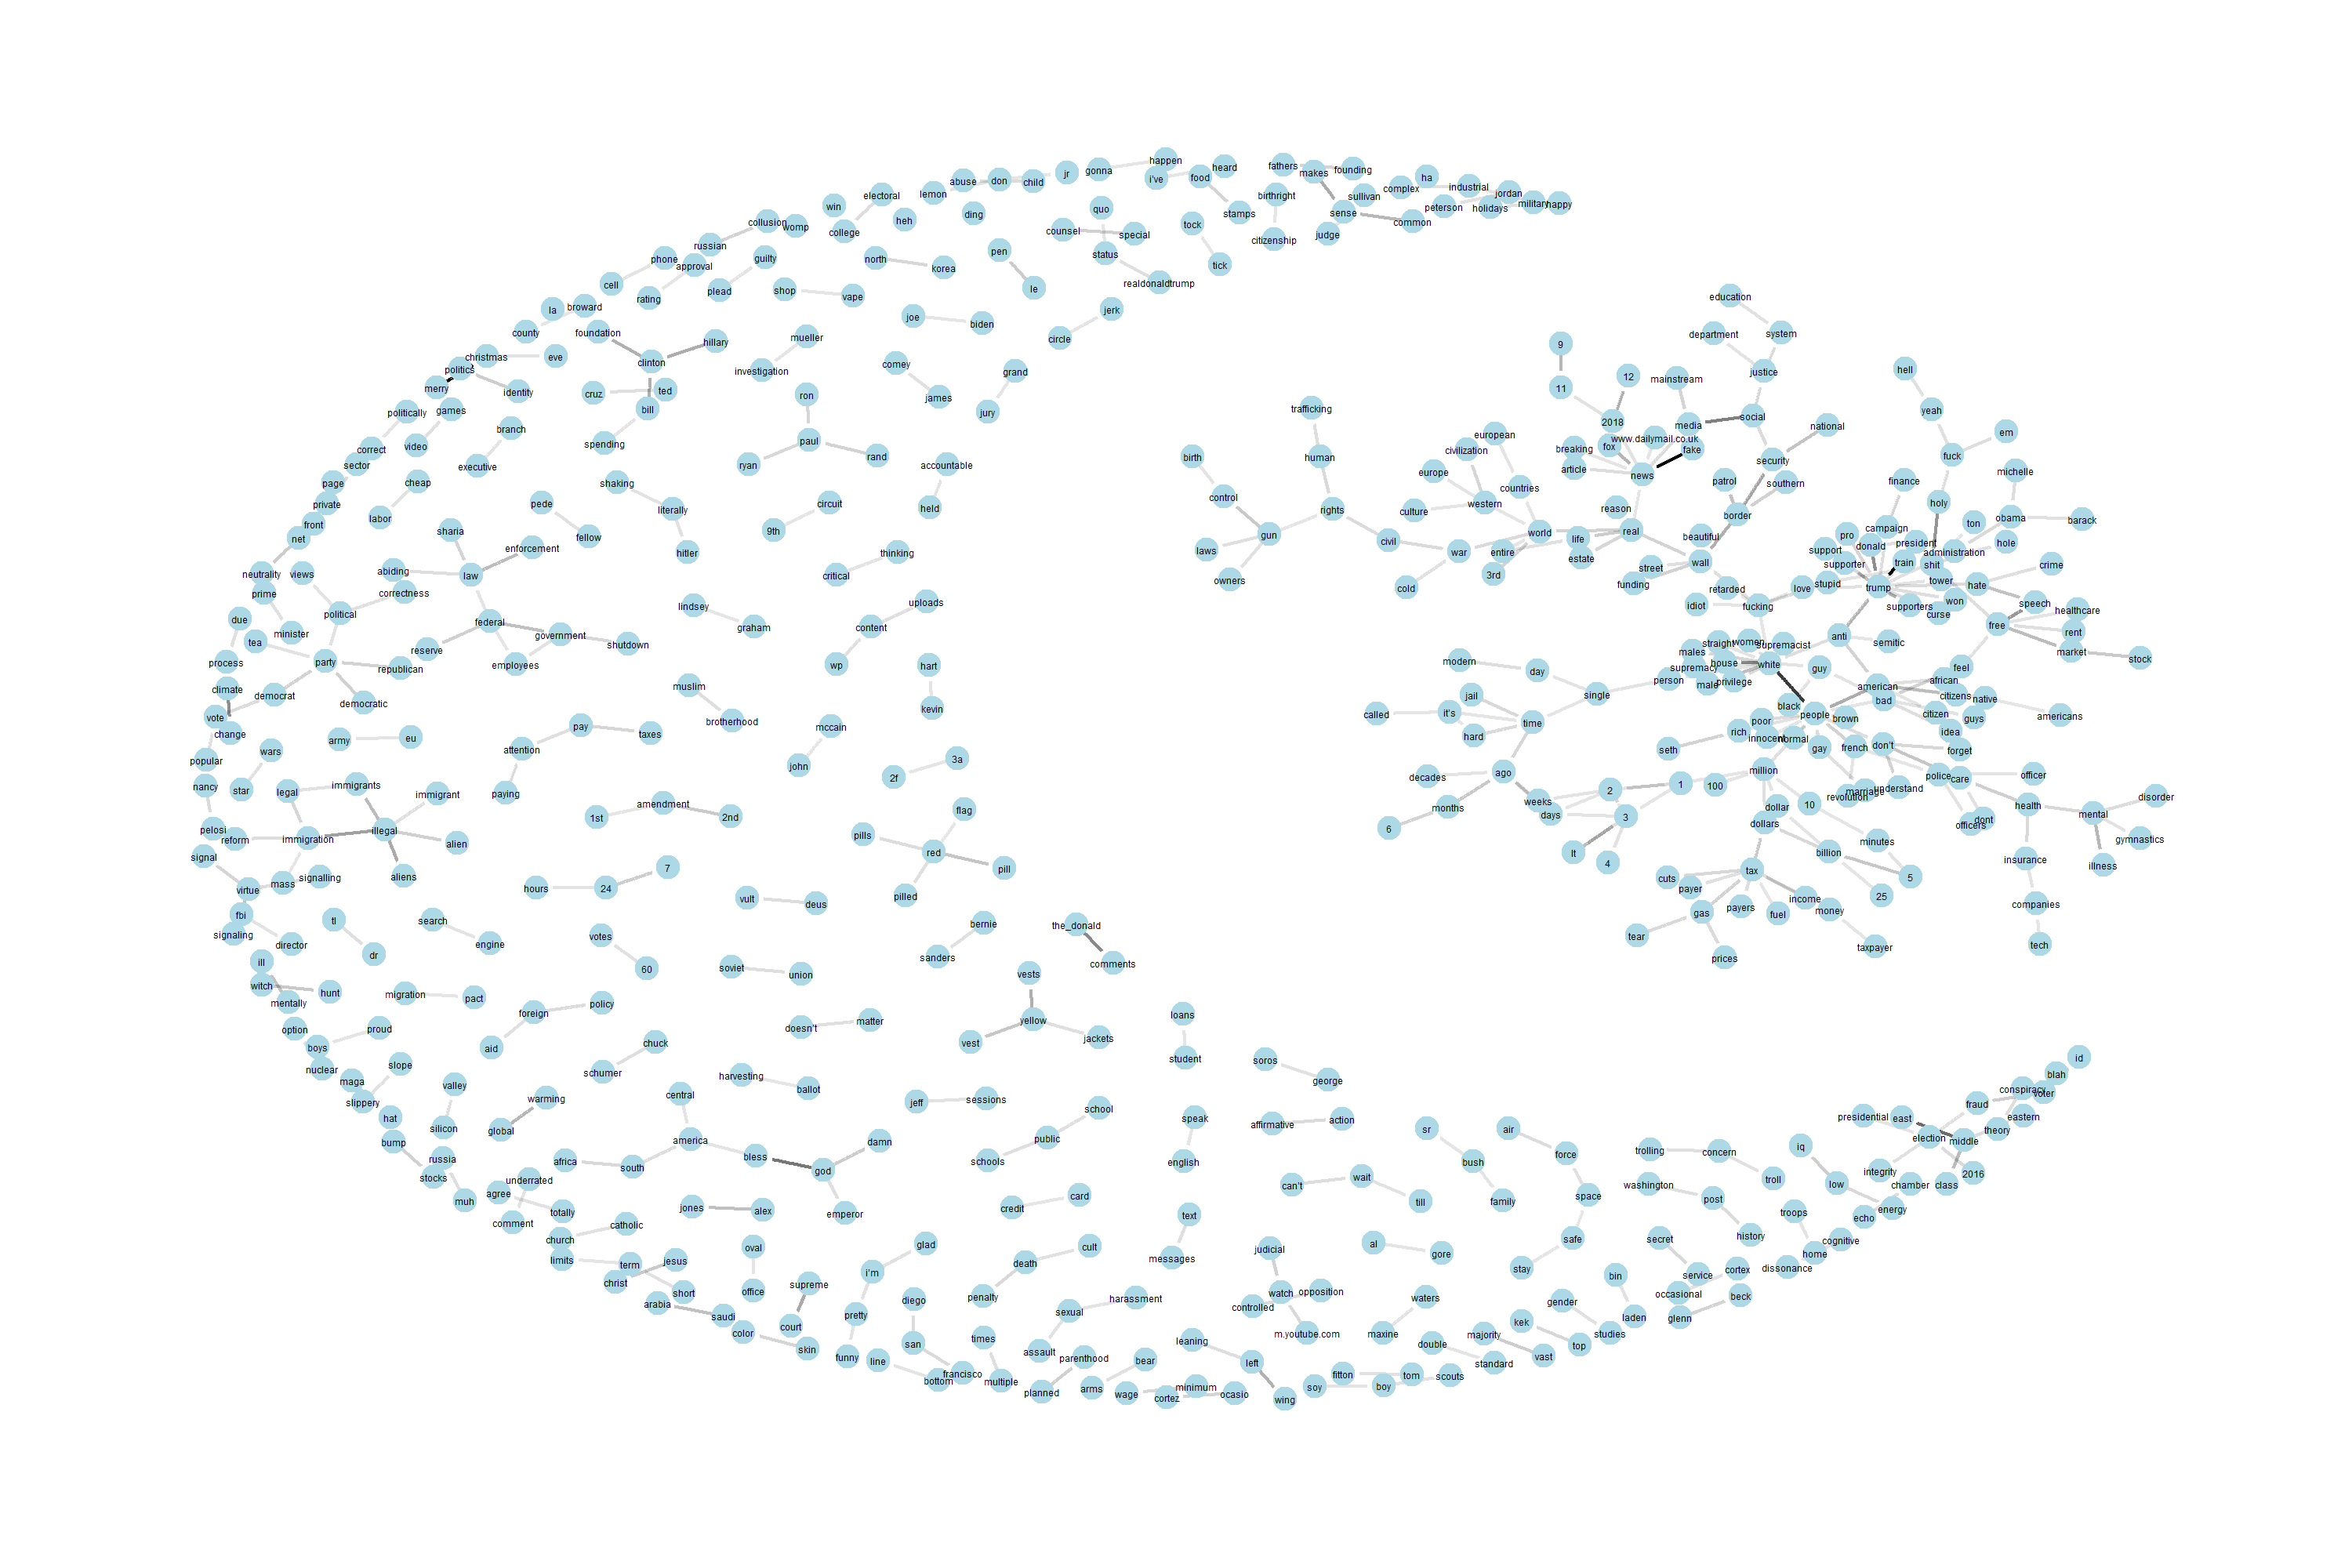 happen
heard
fathers
founding
jr
gonna
i've
food
makes
ha
abuse
don
child
lemon
birthright
sullivan
complex
industrial
jordan
electoral
win
stamps
peterson
holidays
military
happy
quo
ding
sense
common
heh
collusion
womp
college
counsel
special
tock
citizenship
judge
russian
pen
status
phone
approval
guilty
north
korea
tick
cell
rating
plead
shop
vape
le
realdonaldtrump
education
la
broward
joe
biden
jerk
county
foundation
hillary
mueller
circle
department
system
9
christmas
eve
clinton
investigation
comey
grand
justice
hell
politics
merry
identity
cruz
ted
ron
james
12
mainstream
11
politically
games
bill
jury
trafficking
yeah
branch
2018
media
social
national
correct
video
spending
paul
european
www.dailymail.co.uk
em
sector
executive
ryan
rand
accountable
birth
human
civilization
breaking
fox
fake
security
fuck
page
cheap
shaking
europe
article
news
patrol
southern
finance
michelle
private
labor
pede
literally
9th
circuit
held
control
rights
culture
western
countries
reason
border
holy
front
net
sharia
fellow
gun
civil
world
life
real
beautiful
pro
campaign
ton
obama
barack
enforcement
hitler
thinking
laws
war
entire
estate
support
donald
president
administration
hole
neutrality
views
abiding
law
critical
owners
cold
3rd
street
wall
supporter
train
shit
crime
prime
correctness
funding
retarded
love
stupid
trump
tower
hate
due
political
lindsey
uploads
idiot
fucking
supporters
won
curse
speech
healthcare
tea
minister
federal
government
shutdown
graham
content
straight
women
supremacist
anti
semitic
free
rent
process
party
republican
reserve
employees
wp
hart
modern
day
males
supremacy
house
white
guy
feel
market
stock
climate
democrat
muslim
person
male
privilege
american
african
vote
democratic
kevin
jail
single
black
bad
citizens
native
change
army
eu
pay
taxes
brotherhood
mccain
called
it's
time
poor
people
brown
citizen
guys
americans
popular
wars
attention
hard
seth
rich
innocent
normal
gay
french
don't
idea
forget
nancy
star
legal
immigrants
immigrant
paying
john
2f
3a
decades
ago
million
police
care
officer
pelosi
1st
amendment
2nd
flag
months
weeks
2
1
100
10
revolution
marriage
understand
health
disorder
reform
immigration
illegal
alien
pills
6
days
3
dollar
dollars
officers
dont
mental
gymnastics
signal
red
lt
4
minutes
billion
insurance
illness
virtue
mass
signalling
aliens
hours
24
7
pill
pilled
cuts
payer
tax
5
25
fbi
tl
search
vult
deus
gas
payers
fuel
income
money
companies
signaling
director
engine
votes
bernie
the_donald
tear
taxpayer
tech
ill
dr
60
soviet
union
sanders
comments
prices
witch
hunt
migration
pact
vests
mentally
foreign
policy
doesn't
matter
yellow
loans
option
proud
boys
aid
chuck
vest
jackets
student
soros
id
nuclear
slope
schumer
harvesting
ballot
george
blah
maga
valley
central
jeff
sessions
school
conspiracy
voter
slippery
warming
speak
affirmative
action
presidential
east
fraud
eastern
hat
silicon
global
america
damn
public
sr
air
theory
bump
bless
schools
english
election
middle
russia
africa
south
god
bush
force
trolling
concern
iq
stocks
underrated
can't
wait
troll
integrity
2016
muh
agree
jones
alex
emperor
credit
card
till
family
space
washington
post
low
chamber
class
comment
totally
text
troops
echo
energy
catholic
oval
glad
cult
judicial
al
gore
safe
history
church
secret
cognitive
limits
term
jesus
death
messages
home
christ
supreme
i'm
stay
service
cortex
dissonance
short
office
penalty
harassment
watch
opposition
bin
occasional
beck
arabia
saudi
diego
sexual
controlled
waters
gender
laden
glenn
color
court
pretty
m.youtube.com
maxine
kek
studies
skin
san
times
assault
leaning
double
majority
top
funny
line
parenthood
bear
left
standard
vast
bottom
francisco
multiple
planned
arms
wage
minimum
cortez
ocasio
wing
soy
fitton
boy
tom
scouts